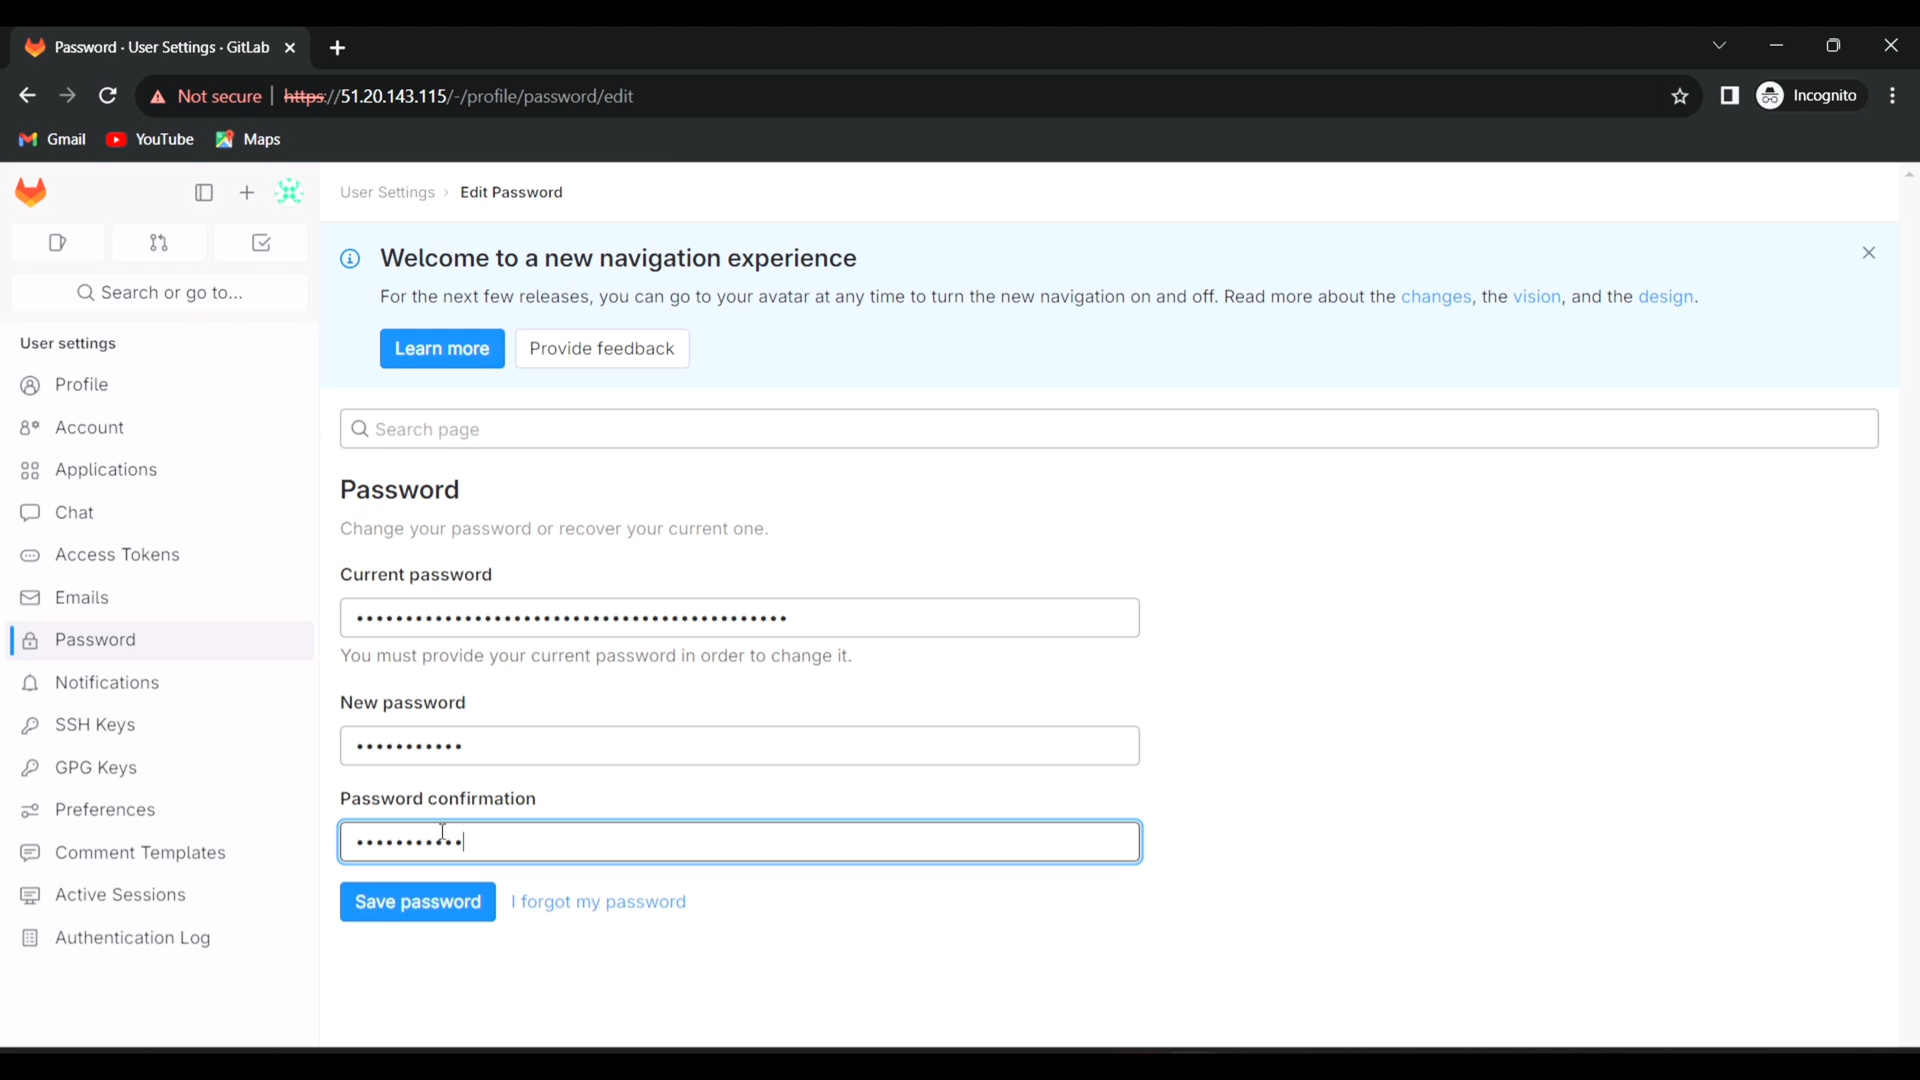 Password · User Settings · GitLab
Not secure | https://51.20.143.115/-/profile/password/edit
Incognito
Gmail YouTube Maps
User Settings › Edit Password
Welcome to a new navigation experience
For the next few releases, you can go to your avatar at any time to turn the new navigation on and off. Read more about the changes, the vision, and the design.
Learn more Provide feedback
Search or go to...
User settings
Profile
Account
Applications
Chat
Access Tokens
Emails
Password
Notifications
SSH Keys
GPG Keys
Preferences
Comment Templates
Active Sessions
Authentication Log
Search page
Password
Change your password or recover your current one.
Current password
You must provide your current password in order to change it.
New password
Password confirmation
Save password I forgot my password